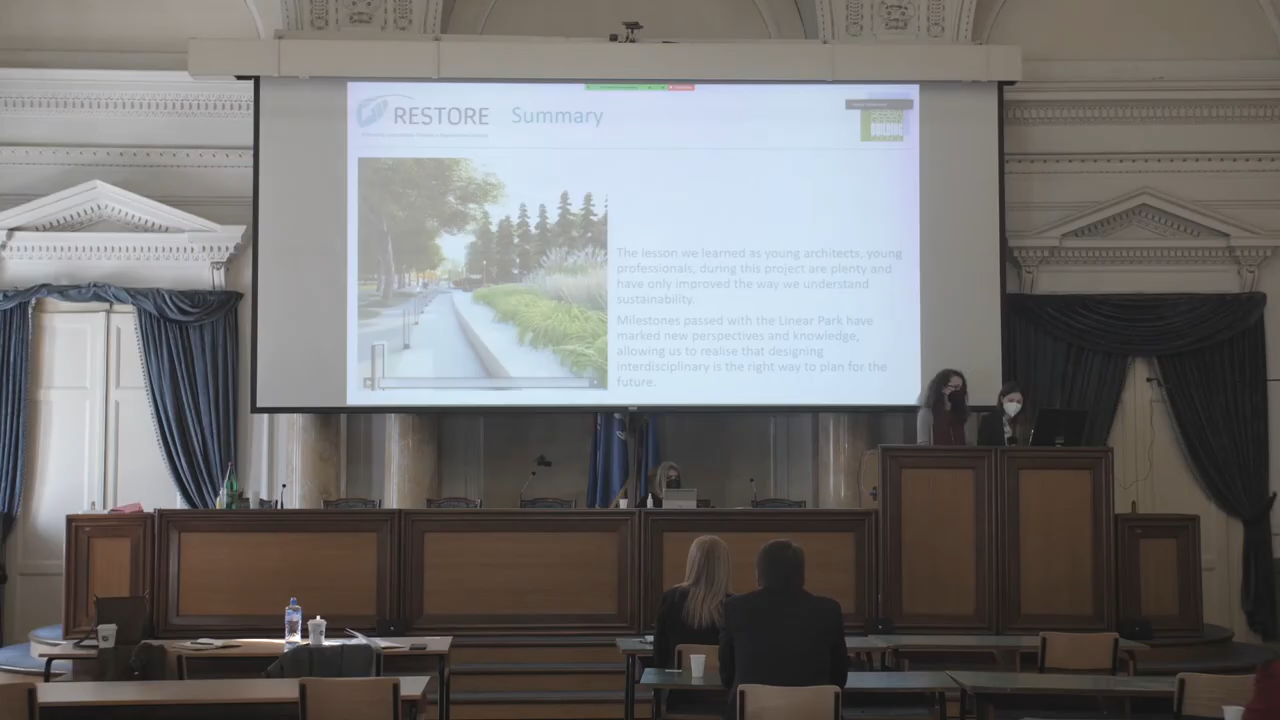 RESTORE
Summary
BUILDING
The lesson we learned as young architects, young
professionals, during this project are plenty and
have only improved the way we understand
sustainability.
Milestones passed with the Linear Park have
marked new perspectives and knowledge,
allowing us to realise that designing
interdisciplinary is the right way to plan for the
future.